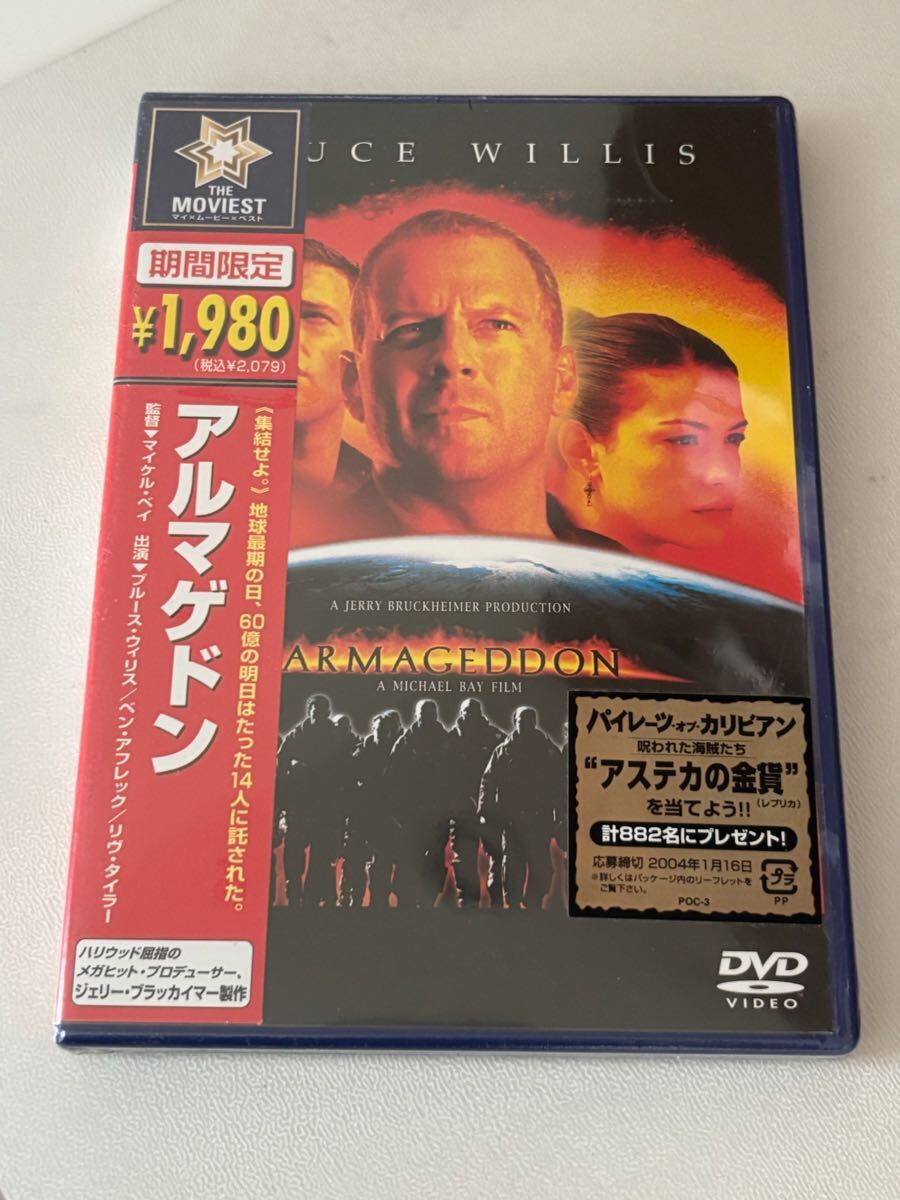 THE
MOVIEST
マイ×ムービー×ベスト
期間限定
¥1,980
(税込¥2,079)
《集結せよ。》地球最期の日、60億の明日はたった14人に託された。
アルマゲドン
監督▼マイケル・ベイ 出演▼ブルース・ウィリス/ベン・アフレック/リヴ・タイラー
ハリウッド屈指の
メガヒット・プロデューサー、
ジェリー・ブラッカイマー製作
UCE WILLIS
A JERRY BRUCKHEIMER PRODUCTION
ARMAGEDDON
A MICHAEL BAY FILM
パイレーツ・オブ・カリビアン
呪われた海賊たち
“アステカの金貨”
を当てよう!!(レプリカ)
計882名にプレゼント!
応募締切 2004年1月16日
※詳しくはパッケージ内のリーフレットを
ご覧下さい。
POC-3
プラ
PP
DVD
VIDEO